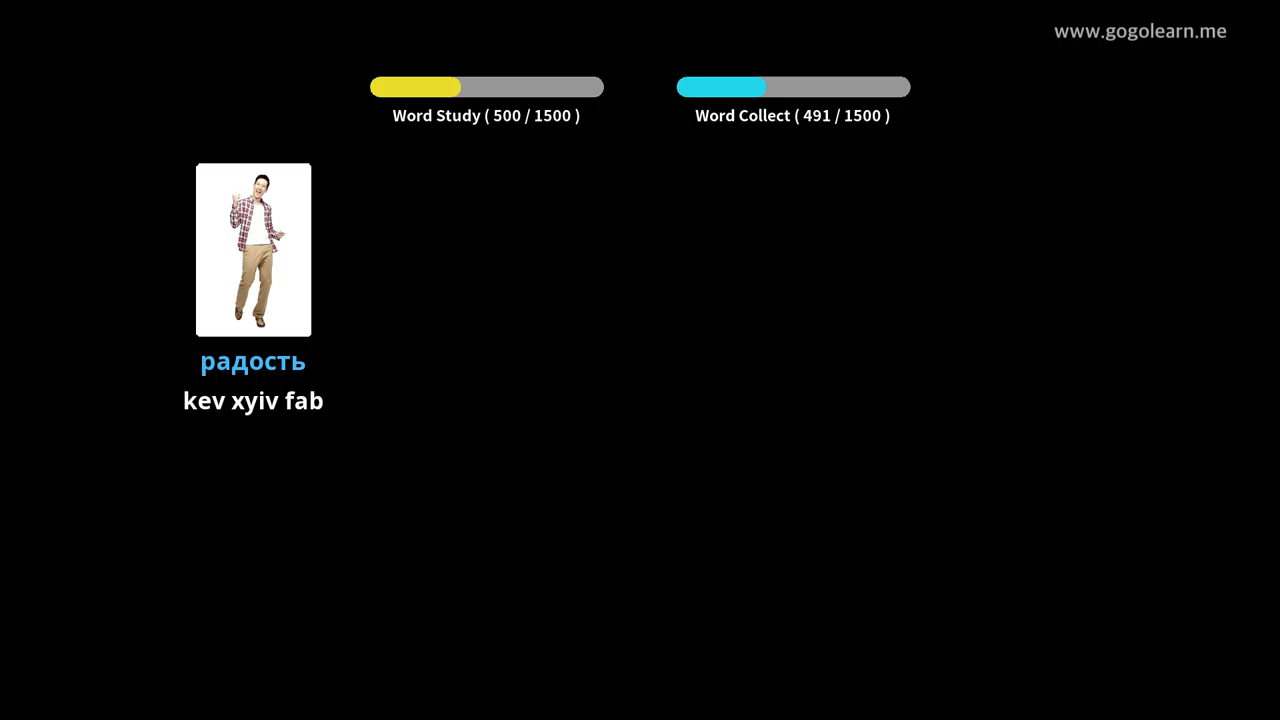 www.gogolearn.me
Word Study ( 500 / 1500 )
Word Collect ( 491 / 1500 )
радость
kev xyiv fab